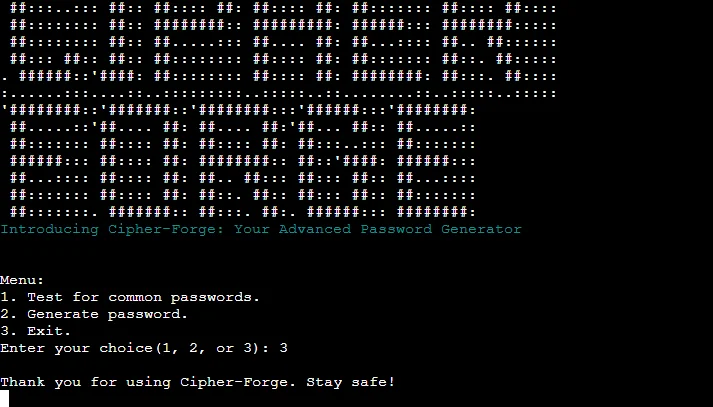 Introducing Cipher-Forge: Your Advanced Password Generator
Menu:
1. Test for common passwords.
2. Generate password.
3. Exit.
Enter your choice(1, 2, or 3): 3
Thank you for using Cipher-Forge. Stay safe!